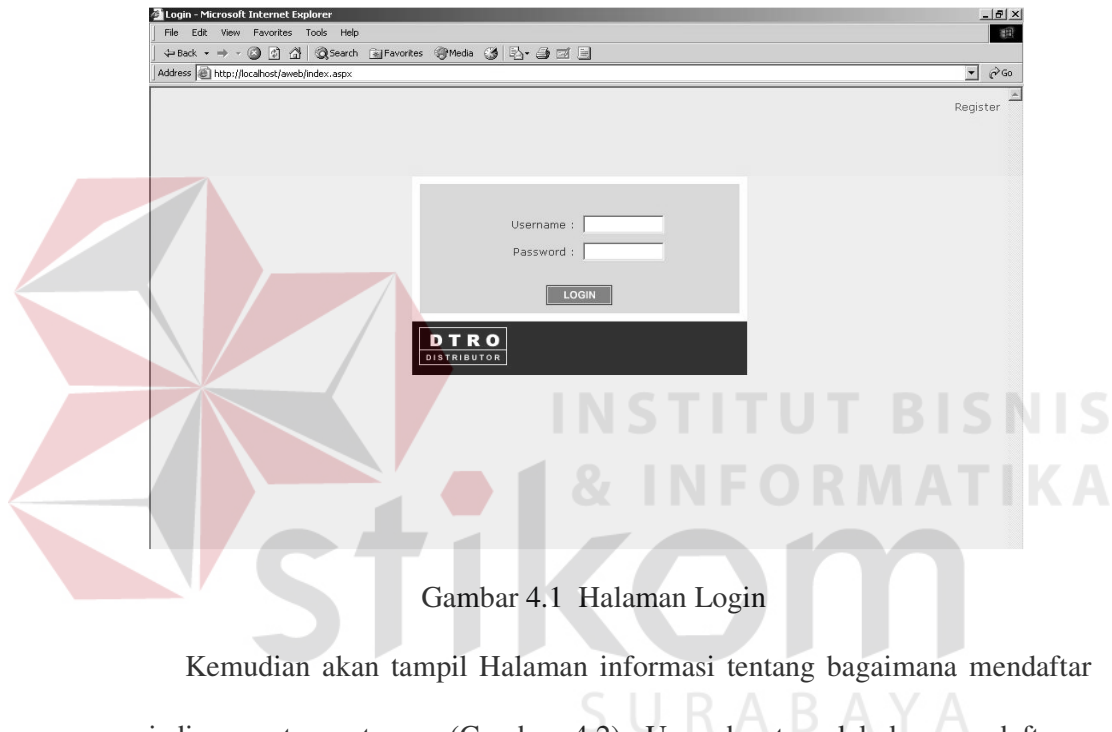 Login - Microsoft Internet Explorer
File Edit View Favorites Tools Help
Back Search Favorites Media
Address http://localhost/aweb/index.aspx Go
Register
Username :
Password :
LOGIN
DTRO
DISTRIBUTOR
INSTITUT BISNIS
& INFORMATIKA
stikom
SURABAYA
Gambar 4.1 Halaman Login
Kemudian akan tampil Halaman informasi tentang bagaimana mendaftar